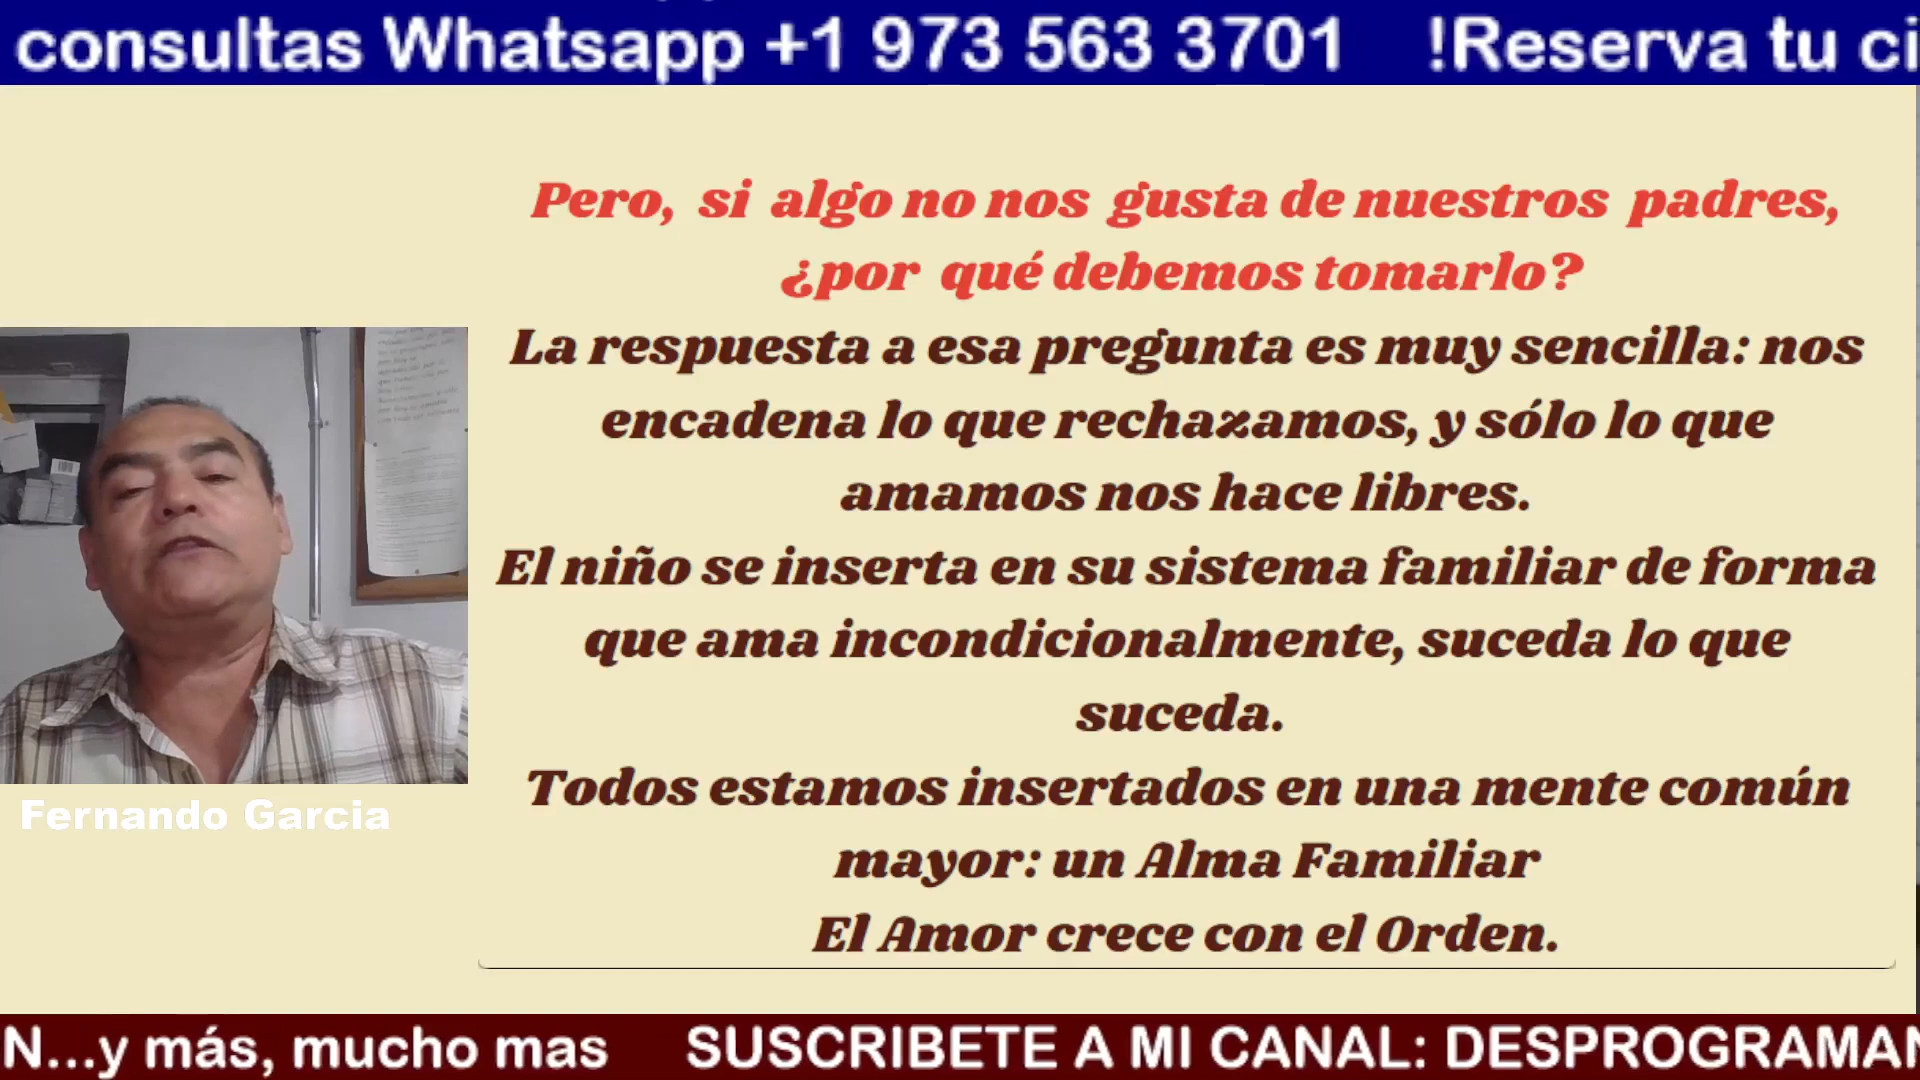 consultas Whatsapp +1 973 563 3701 !Reserva tu ci
Pero, si algo no nos gusta de nuestros padres,
¿por qué debemos tomarlo?
La respuesta a esa pregunta es muy sencilla: nos
encadena lo que rechazamos, y sólo lo que
amamos nos hace libres.
El niño se inserta en su sistema familiar de forma
que ama incondicionalmente, suceda lo que
suceda.
Todos estamos insertados en una mente común
mayor: un Alma Familiar
El Amor crece con el Orden.
Fernando Garcia
N...y más, mucho mas SUSCRIBETE A MI CANAL: DESPROGRAMAN